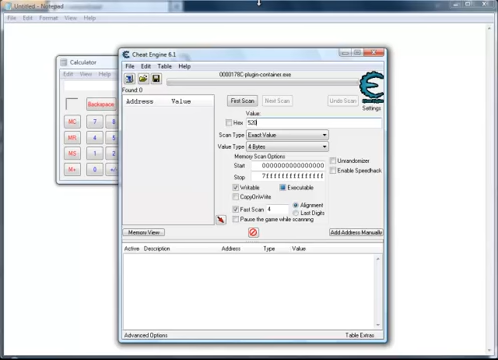 Untitled - Notepad
File Edit Format View Help
Calculator
Edit View Help
Backspace
MC 7 8
MR 4 5
MS 1 2
M+ 0 +/-
Cheat Engine 6.1
File Edit Table Help
0000178C-plugin-container.exe
Found: 0
Address Value
First Scan Next Scan Undo Scan
Settings
Value:
Hex 520
Scan Type Exact Value
Value Type 4 Bytes
Memory Scan Options
Start 0000000000000000
Stop 7fffffffffffffff
Writable Executable
CopyOnWrite
Fast Scan 4 Alignment
Last Digits
Pause the game while scanning
Unrandomizer
Enable Speedhack
Memory View Add Address Manually
Active Description Address Type Value
Advanced Options Table Extras